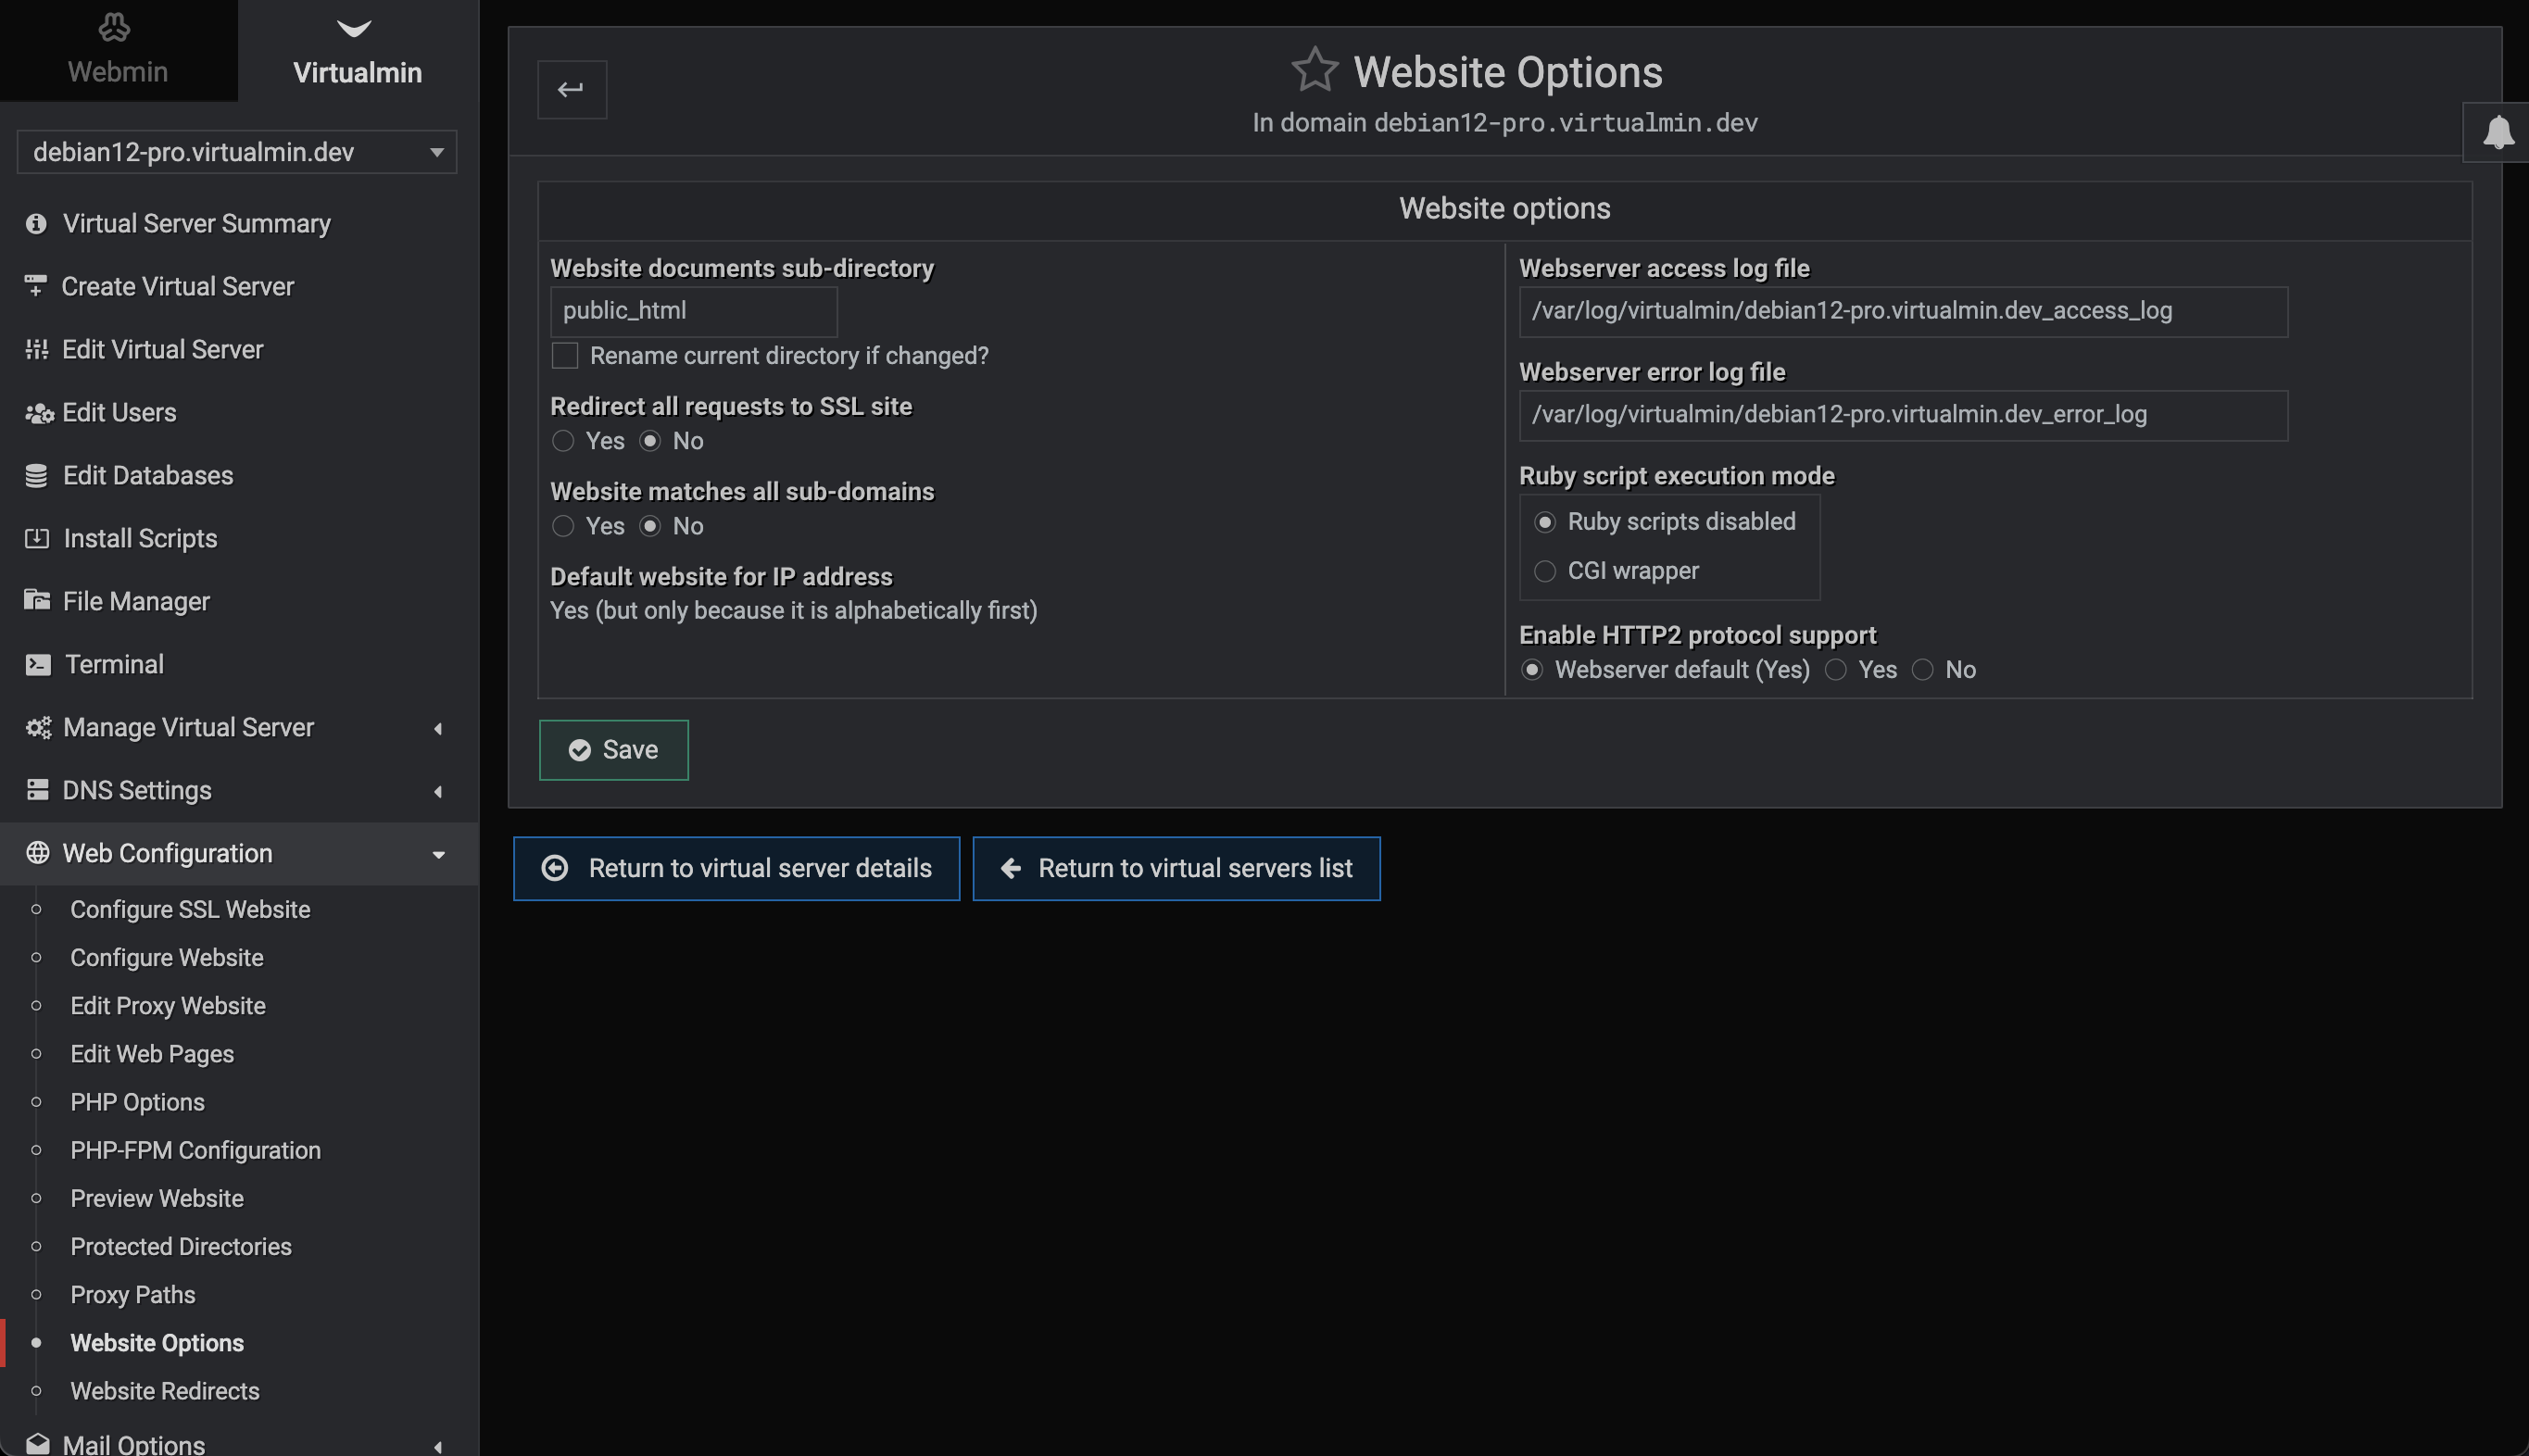 Webmin
Virtualmin
debian12-pro.virtualmin.dev
Virtual Server Summary
Create Virtual Server
Edit Virtual Server
Edit Users
Edit Databases
Install Scripts
File Manager
Terminal
Manage Virtual Server
DNS Settings
Web Configuration
Configure SSL Website
Configure Website
Edit Proxy Website
Edit Web Pages
PHP Options
PHP-FPM Configuration
Preview Website
Protected Directories
Proxy Paths
Website Options
Website Redirects
Mail Options
Website Options
In domain debian12-pro.virtualmin.dev
Website options
Website documents sub-directory
public_html
Rename current directory if changed?
Redirect all requests to SSL site
Yes No
Website matches all sub-domains
Yes No
Default website for IP address
Yes (but only because it is alphabetically first)
Webserver access log file
/var/log/virtualmin/debian12-pro.virtualmin.dev_access_log
Webserver error log file
/var/log/virtualmin/debian12-pro.virtualmin.dev_error_log
Ruby script execution mode
Ruby scripts disabled
CGI wrapper
Enable HTTP2 protocol support
Webserver default (Yes) Yes No
Save
Return to virtual server details
Return to virtual servers list